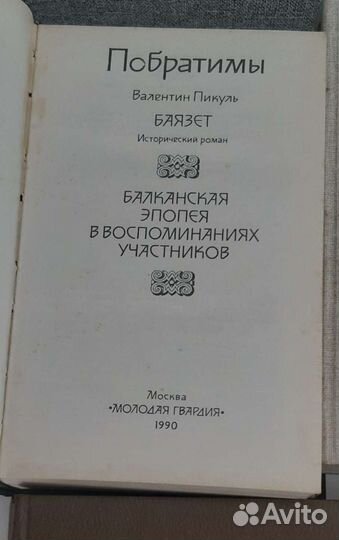 Побратимы
Валентин Пикуль
БАЯЗЕТ
Исторический роман
БАЛКАНСКАЯ
ЭПОПЕЯ
В ВОСПОМИНАНИЯХ
УЧАСТНИКОВ
Москва
«МОЛОДАЯ ГВАРДИЯ»
1990
Avito